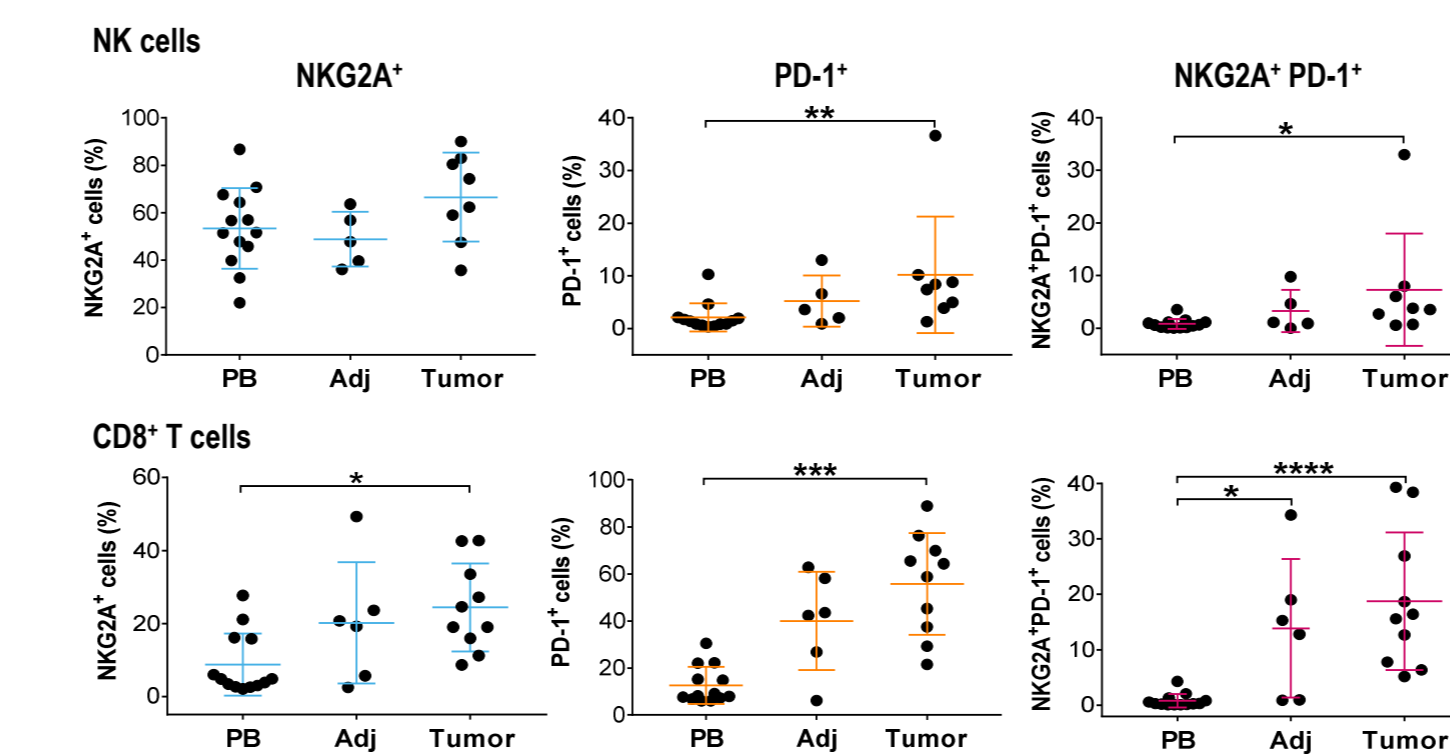 NK cells
NKG2A⁺
PD-1⁺
NKG2A⁺ PD-1⁺
NKG2A⁺ cells (%)
100
80
60
40
20
0
PB Adj Tumor
PD-1⁺ cells (%)
40
30
20
10
0
**
PB Adj Tumor
NKG2A⁺PD-1⁺ cells (%)
40
30
20
10
0
*
PB Adj Tumor
CD8⁺ T cells
NKG2A⁺ cells (%)
60
40
20
0
*
PB Adj Tumor
PD-1⁺ cells (%)
100
80
60
40
20
0
***
PB Adj Tumor
NKG2A⁺PD-1⁺ cells (%)
40
30
20
10
0
****
*
PB Adj Tumor